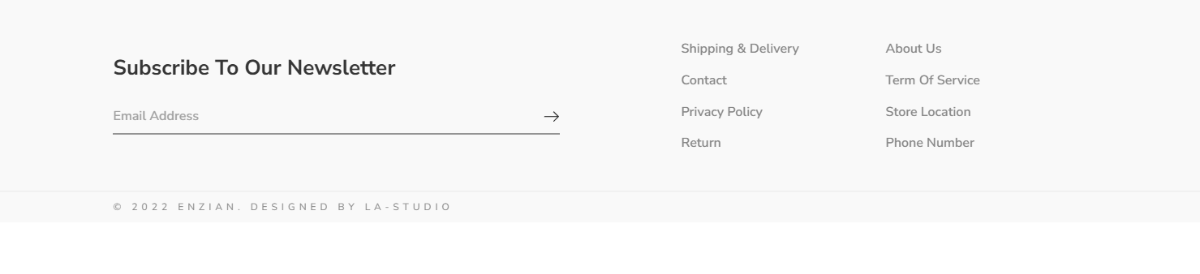 Subscribe To Our Newsletter
Email Address
Shipping & Delivery
Contact
Privacy Policy
Return
About Us
Term Of Service
Store Location
Phone Number
© 2022 ENZIAN. DESIGNED BY LA-STUDIO